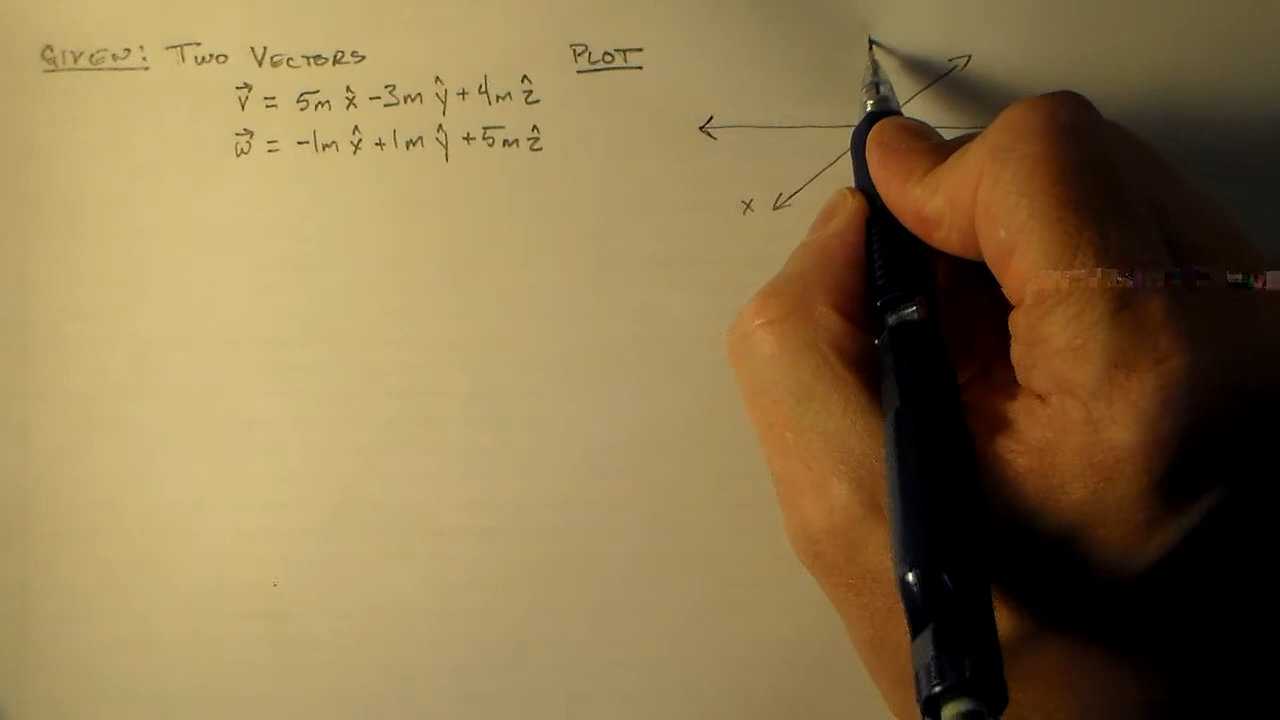 GIVEN: TWO VECTORS
v⃗ = 5m x̂ -3m ŷ + 4m ẑ
w⃗ = -1m x̂ +1m ŷ +5m ẑ
PLOT
x